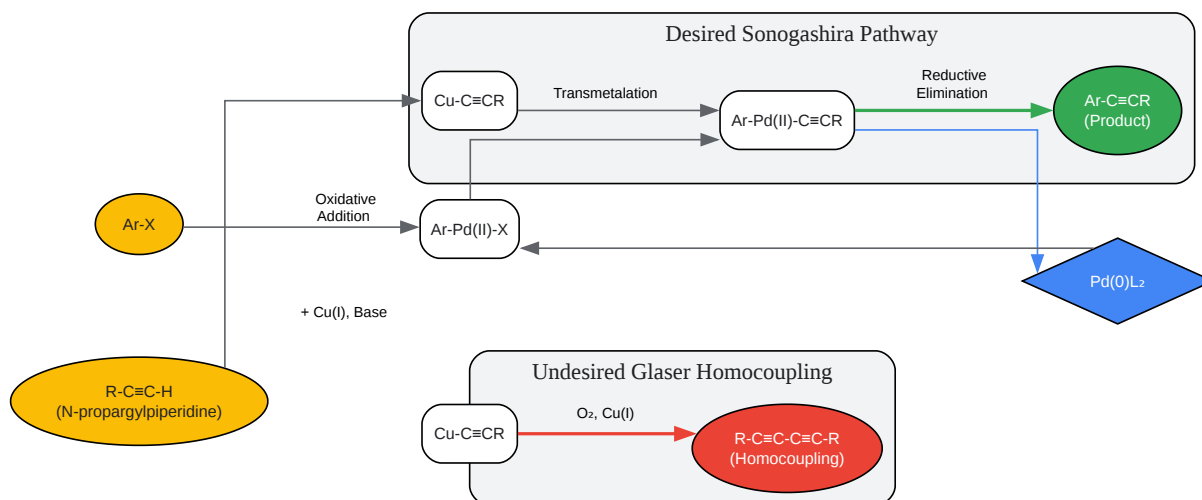 Desired Sonogashira Pathway
Cu-C≡CR
Transmetalation
Ar-Pd(II)-C≡CR
Reductive
Elimination
Ar-C≡CR
(Product)
Ar-X
Oxidative
Addition
Ar-Pd(II)-X
Pd(0)L₂
+ Cu(I), Base
R-C≡C-H
(N-propargylpiperidine)
Undesired Glaser Homocoupling
Cu-C≡CR
O₂, Cu(I)
R-C≡C-C≡C-R
(Homocoupling)